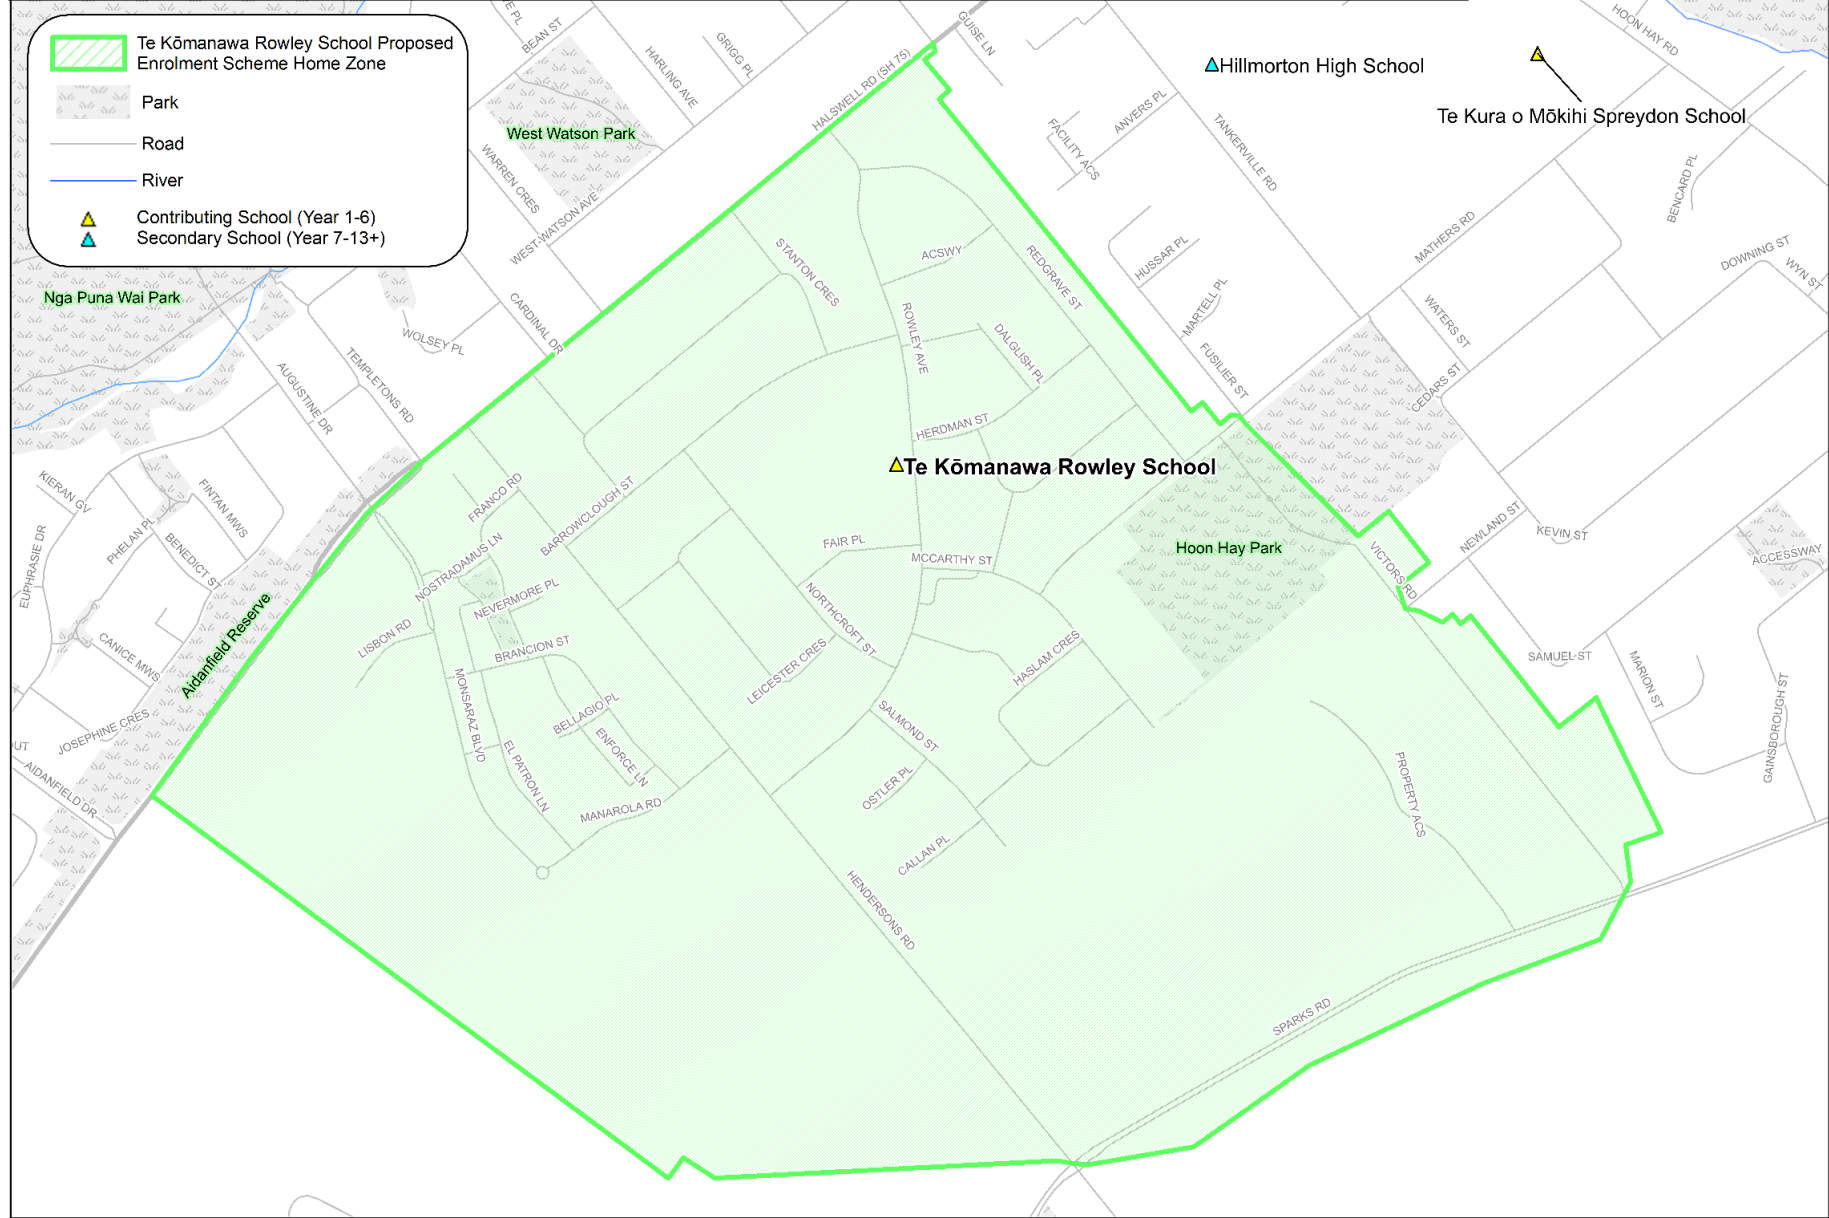 Te Kōmanawa Rowley School Proposed
Enrolment Scheme Home Zone
Park
Road
River
Contributing School (Year 1-6)
Secondary School (Year 7-13+)
E PL
BEAN ST
HARLING AVE
GRIGG PL
GUISE LN
HOON HAY RD
Hillmorton High School
Te Kura o Mōkihi Spreydon School
HALSWELL RD (SH 75)
West Watson Park
WARREN CRES
WEST-WATSON AVE
FACILITY ACS
ANVERS PL
TANKERVILLE RD
BENCARD PL
MATHERS RD
DOWNING ST
WYN ST
STANTON CRES
ACSWY
REDGRAVE ST
HUSSAR PL
MARTELL PL
Nga Puna Wai Park
CARDINAL DR
WOLSEY PL
ROWLEY AVE
DALGLISH PL
WATERS ST
TEMPLETONS RD
AUGUSTINE DR
FUSILIER ST
CEDARS ST
HERDMAN ST
Te Kōmanawa Rowley School
KIERAN GV
FINTAN MWS
FRANCO RD
BARROWCLOUGH ST
PHELAN PL
BENEDICT ST
EUPHRASIE DR
NOSTRADAMUS LN
FAIR PL
MCCARTHY ST
Hoon Hay Park
NEWLAND ST
KEVIN ST
ACCESSWAY
VICTORS RD
NEVERMORE PL
NORTHCROFT ST
Aidanfield Reserve
LISBON RD
BRANCION ST
CANICE MWS
LEICESTER CRES
HASLAM CRES
SAMUEL ST
MARION ST
GAINSBOROUGH ST
MONSARAZ BLVD
BELLAGIO PL
JOSEPHINE CRES
UT
ENFORCE LN
EL PATRON LN
SALMOND ST
OSTLER PL
PROPERTY ACS
AIDANFIELD DR
MANAROLA RD
CALLAN PL
HENDERSONS RD
SPARKS RD